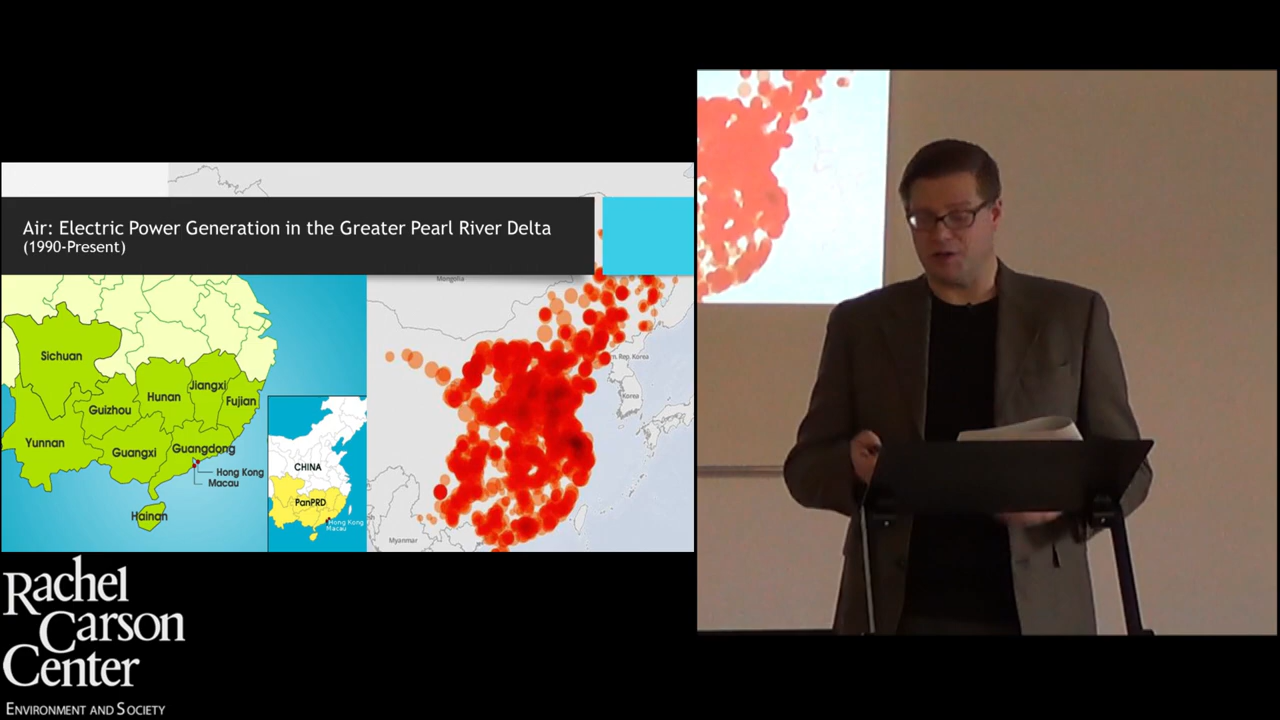 Air: Electric Power Generation in the Greater Pearl River Delta
(1990-Present)
Sichuan
Guizhou
Hunan
Jiangxi
Fujian
Yunnan
Guangxi
Guangdong
Hong Kong
Macau
Hainan
CHINA
PanPRD
Hong Kong
Macau
Mongolia
m. Rep. Korea
Korea
Myanmar
Rachel
Carson
Center
Environment and Society